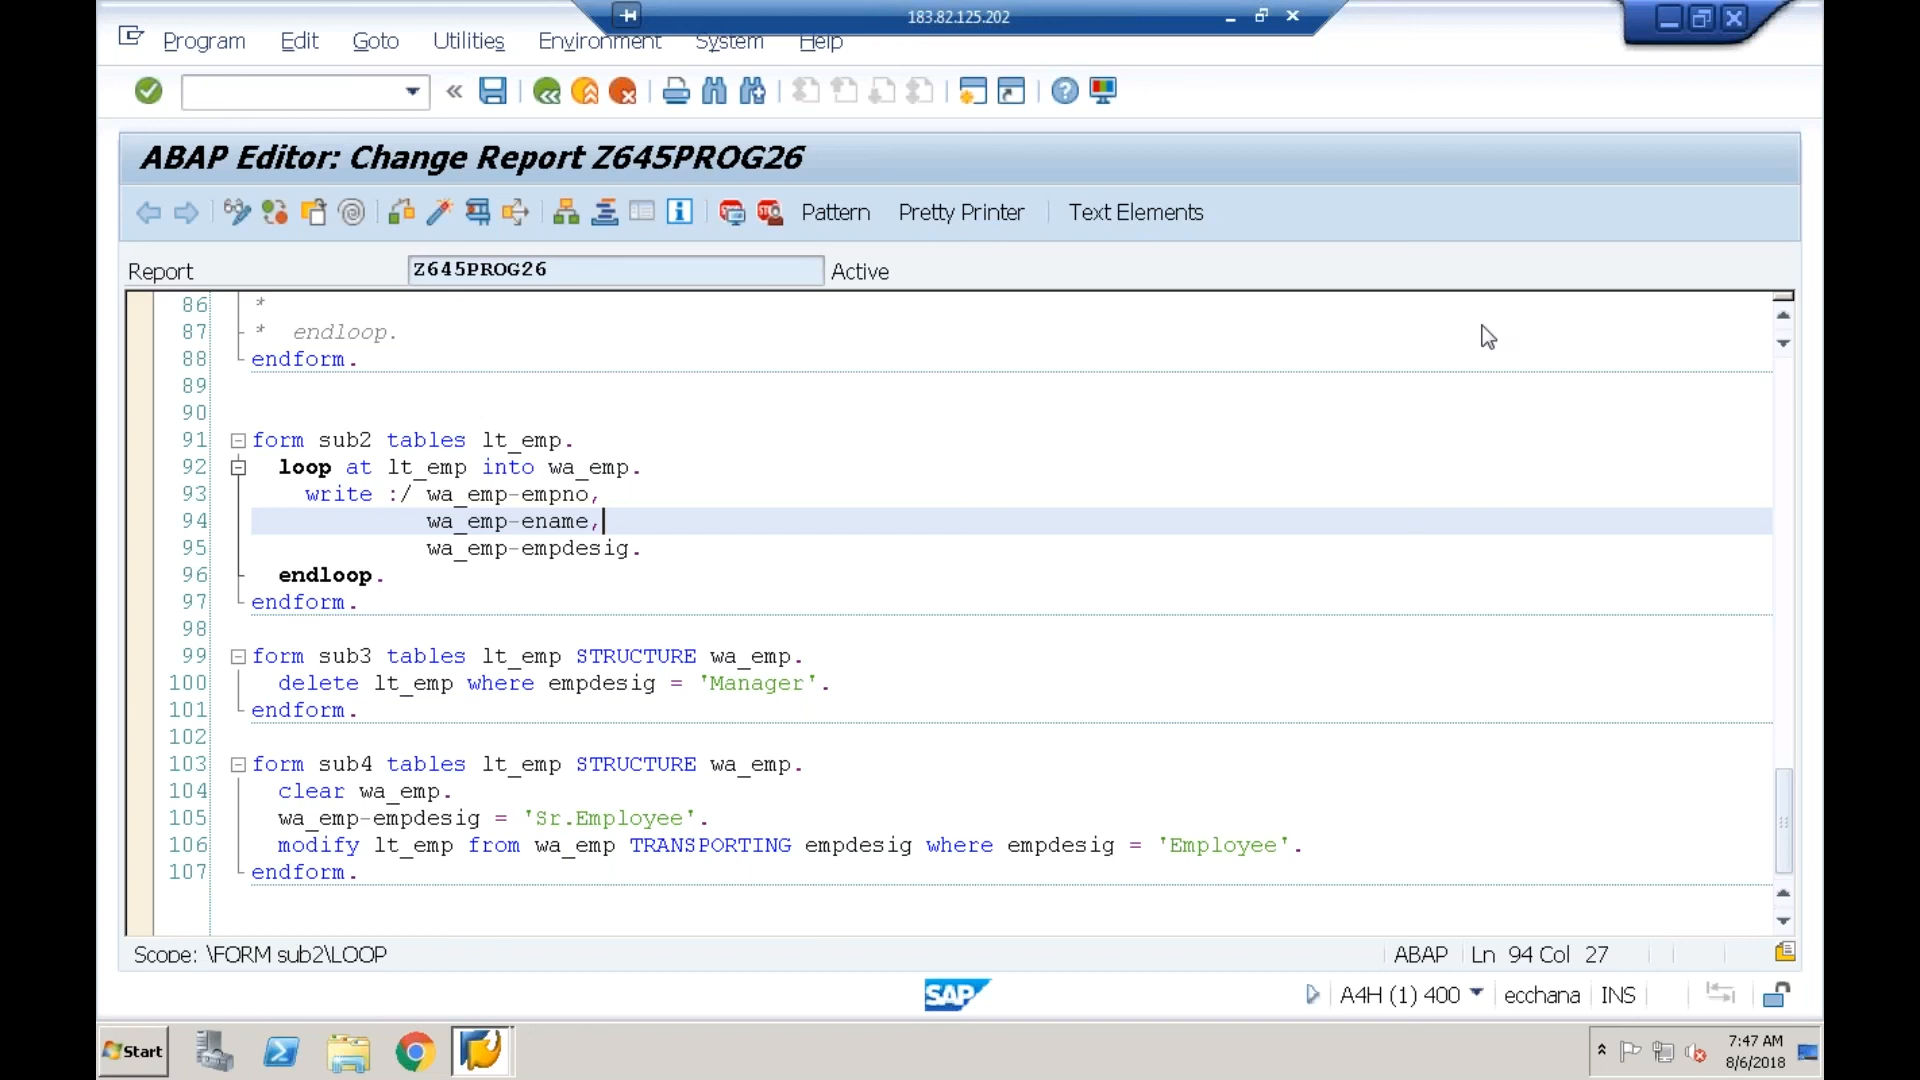 183.82.125.202
Program Edit Goto Utilities Environment System Help
ABAP Editor: Change Report Z645PROG26
Pattern Pretty Printer Text Elements
Report Z645PROG26 Active
86 *
87 * endloop.
88 endform.
89
90
91 form sub2 tables lt_emp.
92 loop at lt_emp into wa_emp.
93 write :/ wa_emp-empno,
94 wa_emp-ename,
95 wa_emp-empdesig.
96 endloop.
97 endform.
98
99 form sub3 tables lt_emp STRUCTURE wa_emp.
100 delete lt_emp where empdesig = 'Manager'.
101 endform.
102
103 form sub4 tables lt_emp STRUCTURE wa_emp.
104 clear wa_emp.
105 wa_emp-empdesig = 'Sr.Employee'.
106 modify lt_emp from wa_emp TRANSPORTING empdesig where empdesig = 'Employee'.
107 endform.
Scope: \FORM sub2\LOOP ABAP Ln 94 Col 27
SAP A4H (1) 400 ecchana INS
Start 7:47 AM
8/6/2018